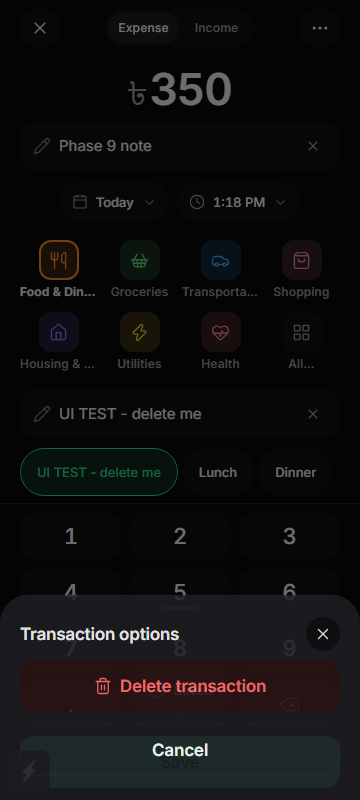 Expense Income
৳350
Phase 9 note
Today 1:18 PM
Food & Din... Groceries Transporta... Shopping
Housing & ... Utilities Health All...
UI TEST - delete me
UI TEST - delete me Lunch Dinner
1 2 3
4 5 6
Transaction options
7 8 9
Delete transaction
Cancel
Save